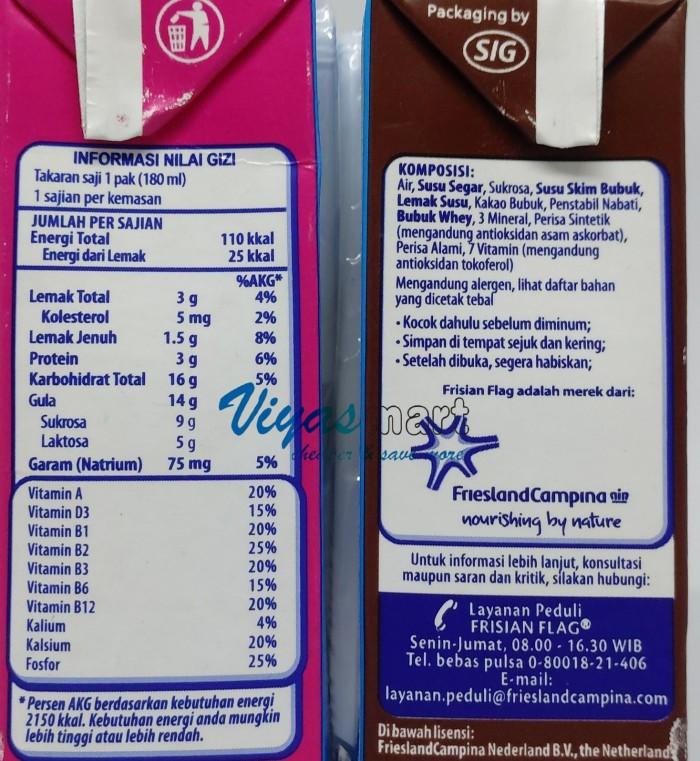 INFORMASI NILAI GIZI
Takaran saji 1 pak (180 ml)
1 sajian per kemasan
JUMLAH PER SAJIAN
Energi Total 110 kkal
Energi dari Lemak 25 kkal
%AKG*
Lemak Total 3 g 4%
Kolesterol 5 mg 2%
Lemak Jenuh 1.5 g 8%
Protein 3 g 6%
Karbohidrat Total 16 g 5%
Gula 14 g
Sukrosa 9 g
Laktosa 5 g
Garam (Natrium) 75 mg 5%
Vitamin A 20%
Vitamin D3 15%
Vitamin B1 20%
Vitamin B2 25%
Vitamin B3 20%
Vitamin B6 15%
Vitamin B12 20%
Kalium 4%
Kalsium 20%
Fosfor 25%
*Persen AKG berdasarkan kebutuhan energi
2150 kkal. Kebutuhan energi anda mungkin
lebih tinggi atau lebih rendah.
Viyasmart
cheaper & save more
Packaging by
SIG
KOMPOSISI:
Air, Susu Segar, Sukrosa, Susu Skim Bubuk,
Lemak Susu, Kakao Bubuk, Penstabil Nabati,
Bubuk Whey, 3 Mineral, Perisa Sintetik
(mengandung antioksidan asam askorbat),
Perisa Alami, 7 Vitamin (mengandung
antioksidan tokoferol)
Mengandung alergen, lihat daftar bahan
yang dicetak tebal
• Kocok dahulu sebelum diminum;
• Simpan di tempat sejuk dan kering;
• Setelah dibuka, segera habiskan;
Frisian Flag adalah merek dari:
FrieslandCampina
nourishing by nature
Untuk informasi lebih lanjut, konsultasi
maupun saran dan kritik, silakan hubungi:
Layanan Peduli
FRISIAN FLAG®
Senin-Jumat, 08.00 - 16.30 WIB
Tel. bebas pulsa 0-80018-21-406
E-mail:
layanan.peduli@frieslandcampina.com
Di bawah lisensi:
FrieslandCampina Nederland B.V., the Netherlands